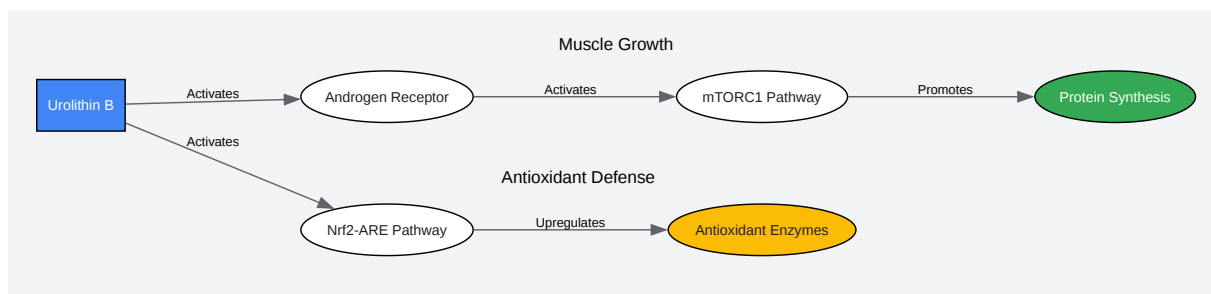 Muscle Growth
Urolithin B
Activates
Androgen Receptor
Activates
mTORC1 Pathway
Promotes
Protein Synthesis
Activates
Antioxidant Defense
Nrf2-ARE Pathway
Upregulates
Antioxidant Enzymes